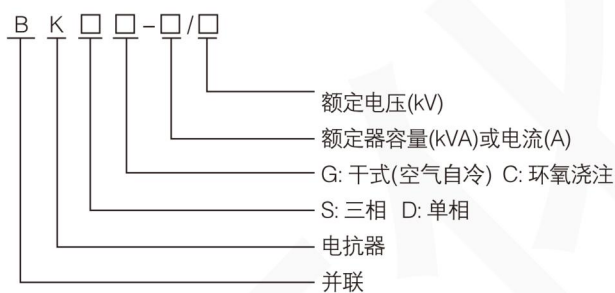 BK□□-□/□
额定电压(kV)
额定器容量(kVA)或电流(A)
G: 干式(空气自冷) C: 环氧浇注
S: 三相 D: 单相
电抗器
并联